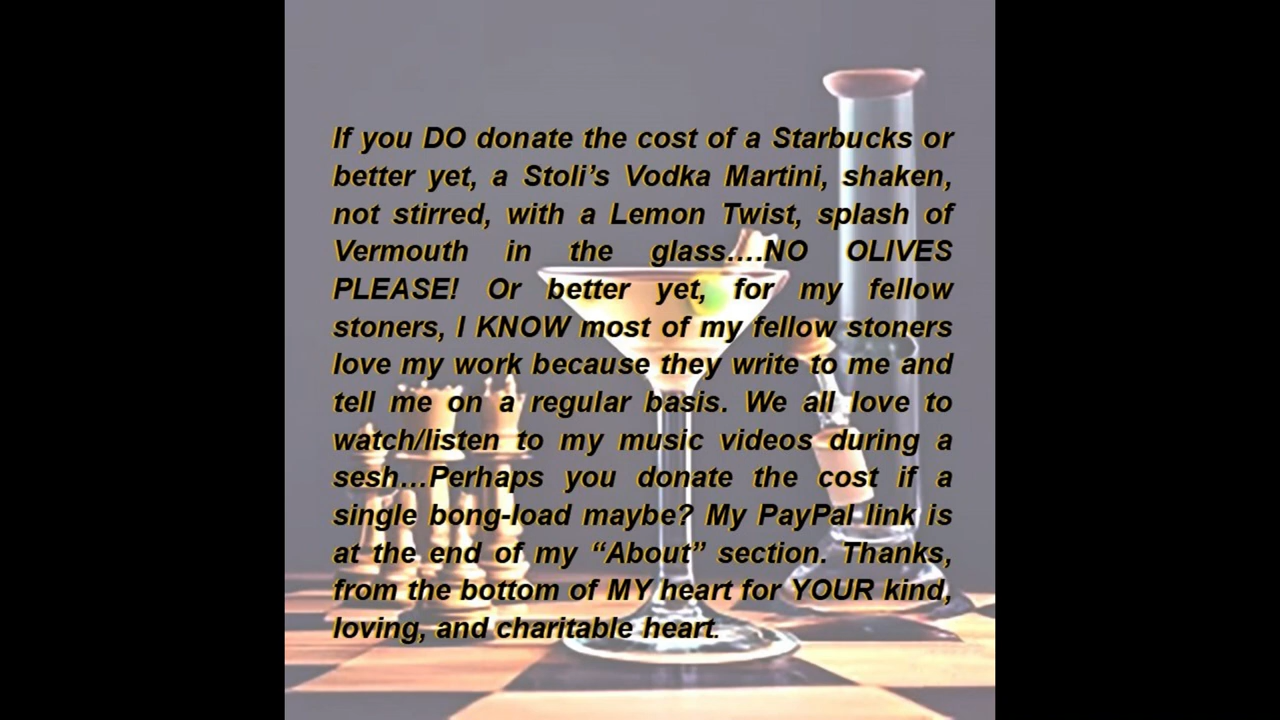 If you DO donate the cost of a Starbucks or
better yet, a Stoli’s Vodka Martini, shaken,
not stirred, with a Lemon Twist, splash of
Vermouth in the glass….NO OLIVES
PLEASE! Or better yet, for my fellow
stoners, I KNOW most of my fellow stoners
love my work because they write to me and
tell me on a regular basis. We all love to
watch/listen to my music videos during a
sesh…Perhaps you donate the cost if a
single bong-load maybe? My PayPal link is
at the end of my “About” section. Thanks,
from the bottom of MY heart for YOUR kind,
loving, and charitable heart.